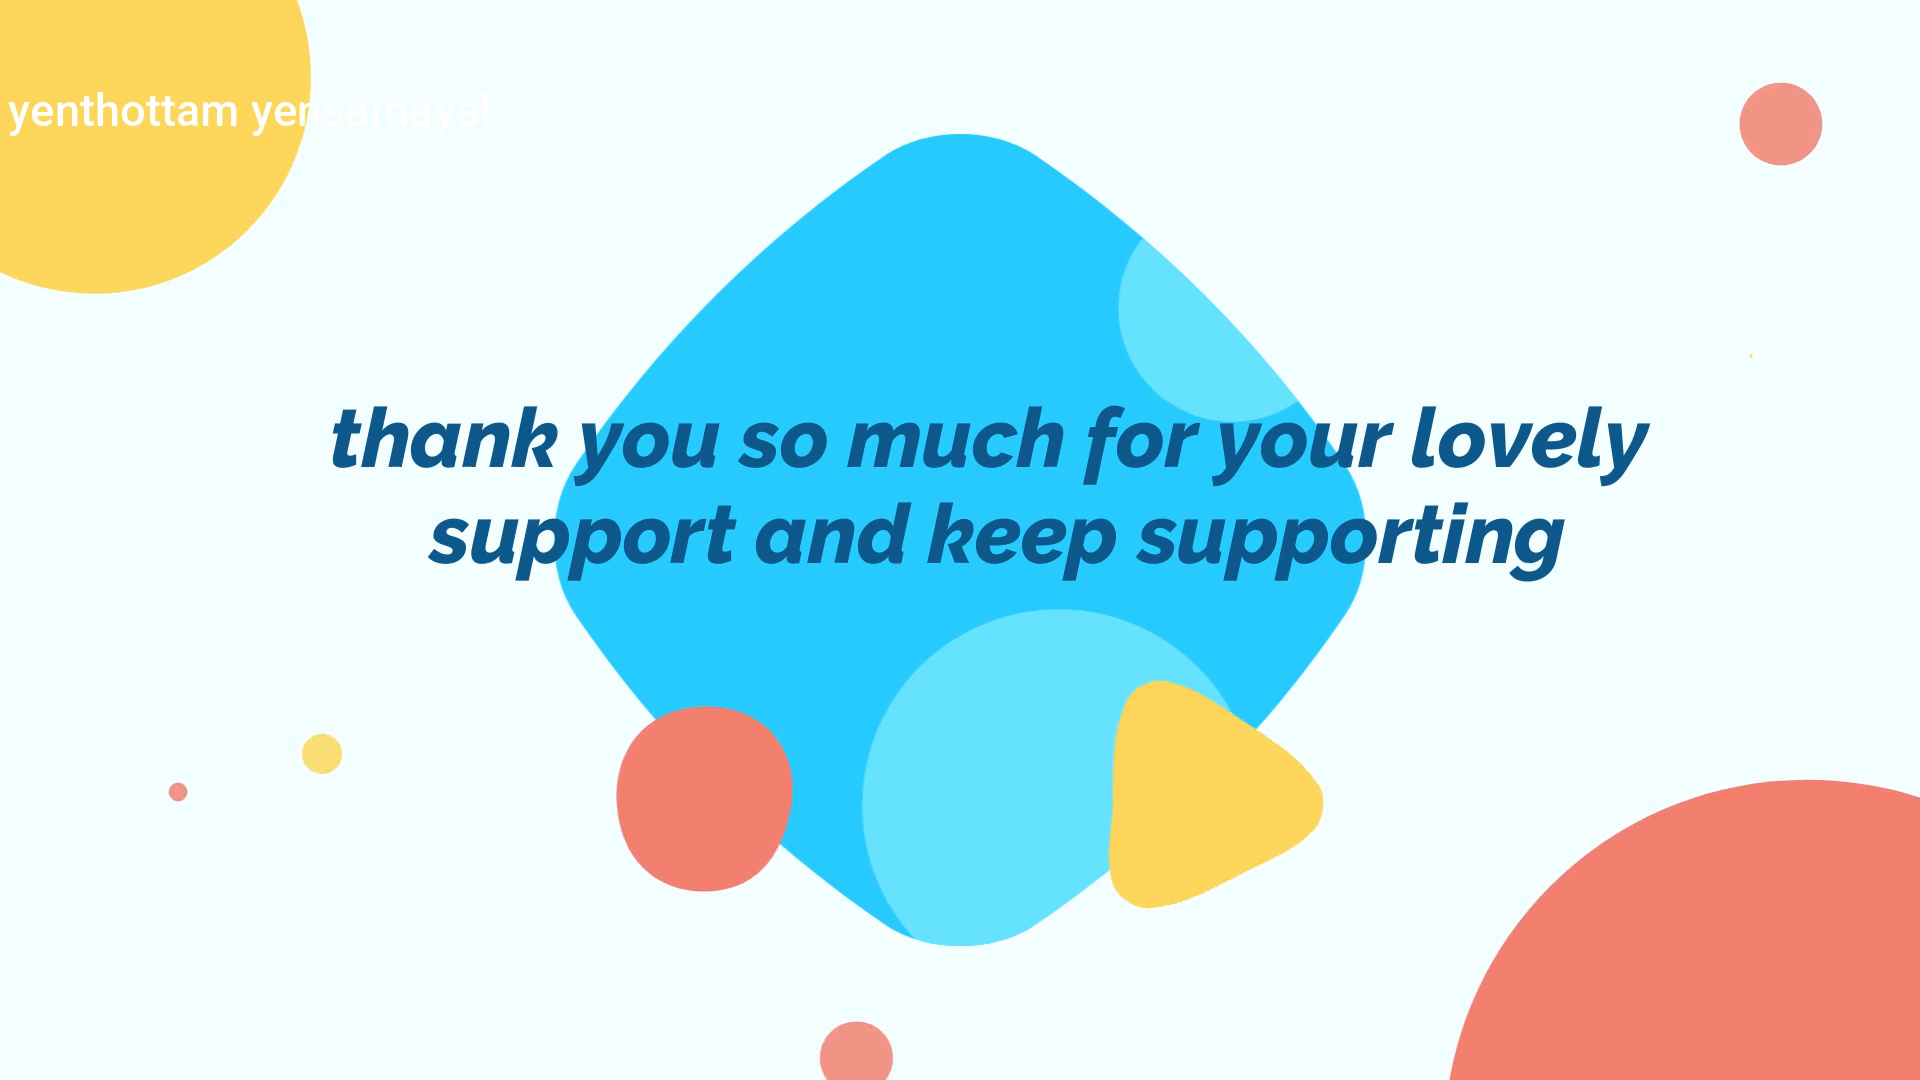 yenthottam yensamayal
thank you so much for your lovely
support and keep supporting